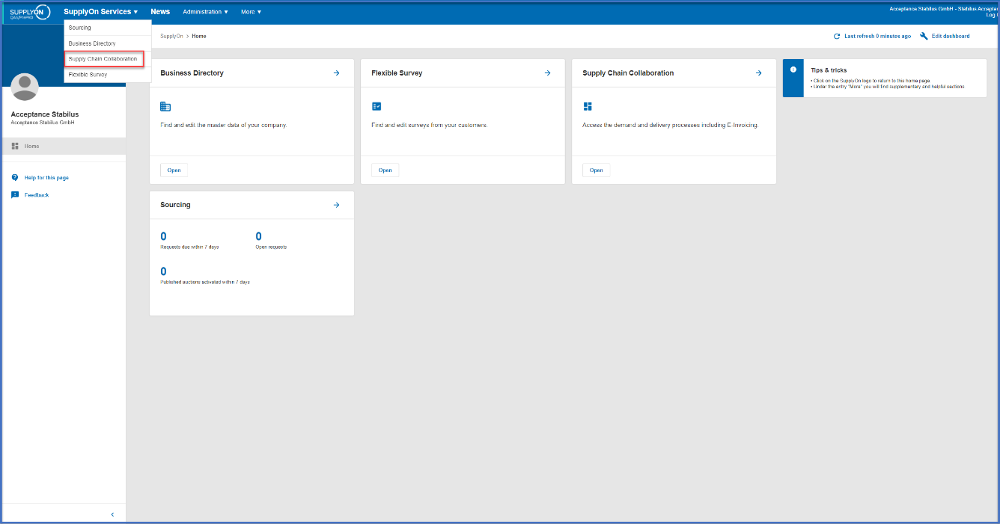 SUPPLYON
QAS/PrePRO
SupplyOn Services ▾
News
Administration ▾
More ▾
Acceptance Stabilus GmbH - Stabilus Acceptan
Log
Sourcing
Business Directory
Supply Chain Collaboration
Flexible Survey
SupplyOn > Home
Last refresh 0 minutes ago
Edit dashboard
Acceptance Stabilus
Acceptance Stabilus GmbH
Home
Help for this page
Feedback
Business Directory
Find and edit the master data of your company.
Open
Flexible Survey
Find and edit surveys from your customers.
Open
Supply Chain Collaboration
Access the demand and delivery processes including E-Invoicing.
Open
Tips & tricks
• Click on the SupplyOn logo to return to this home page
• Under the entry "More" you will find supplementary and helpful sections
Sourcing
0
Requests due within 7 days
0
Open requests
0
Published auctions activated within 7 days